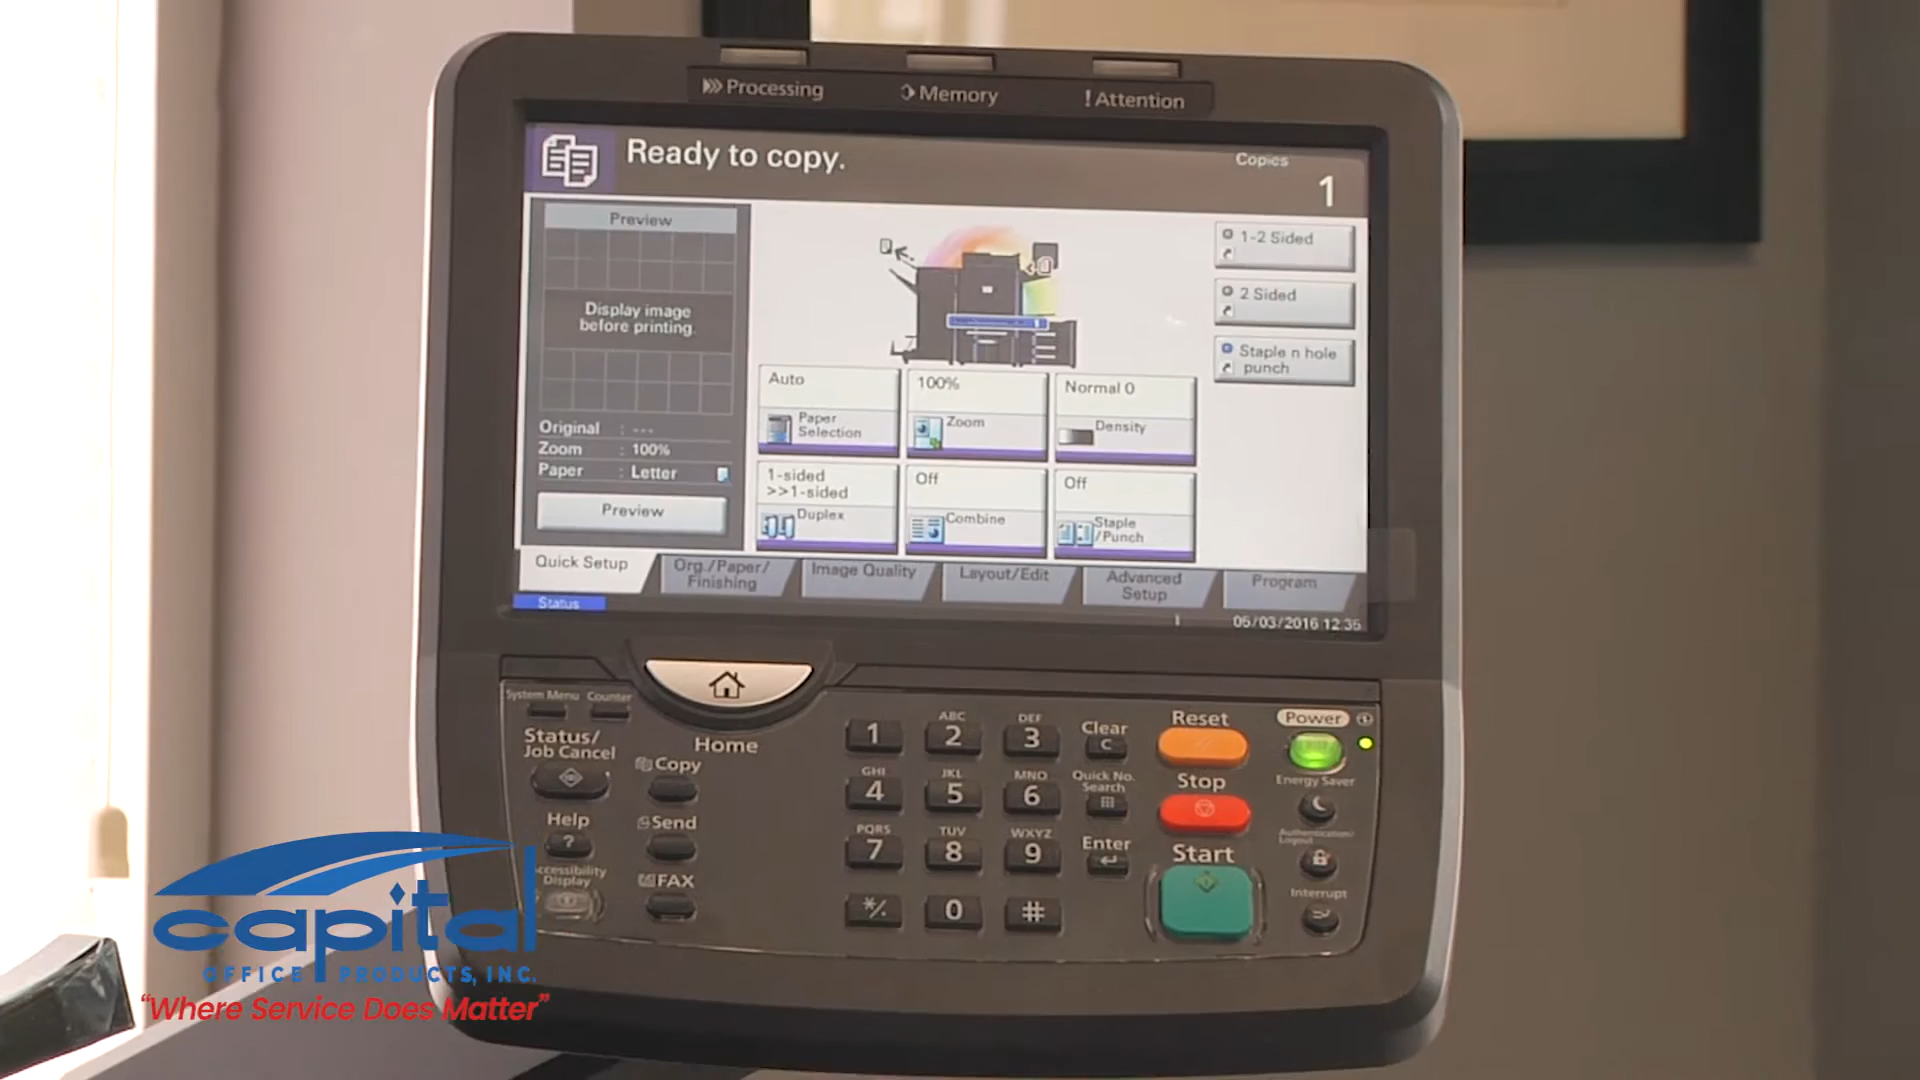 Processing
Memory
!Attention
Ready to copy.
Copies
1
Preview
Display image
before printing.
Original : ---
Zoom : 100%
Paper : Letter
Preview
1-2 Sided
2 Sided
Staple n hole
punch
Auto
Paper
Selection
100%
Zoom
Normal 0
Density
1-sided
>>1-sided
Duplex
Off
Combine
Off
Staple
/Punch
Quick Setup
Org./Paper/
Finishing
Image Quality
Layout/Edit
Advanced
Setup
Program
Status
05/03/2016 12:35
System Menu
Counter
Status/
Job Cancel
Home
Copy
Help
?
Send
Accessibility
Display
FAX
1
ABC
2
DEF
3
GHI
4
JKL
5
MNO
6
PQRS
7
TUV
8
WXYZ
9
*/.
0
#
Clear
C
Quick No.
Search
Enter
Reset
Stop
Start
Power
Energy Saver
Authentication/
Logout
Interrupt
capital
OFFICE PRODUCTS, INC.
"Where Service Does Matter"